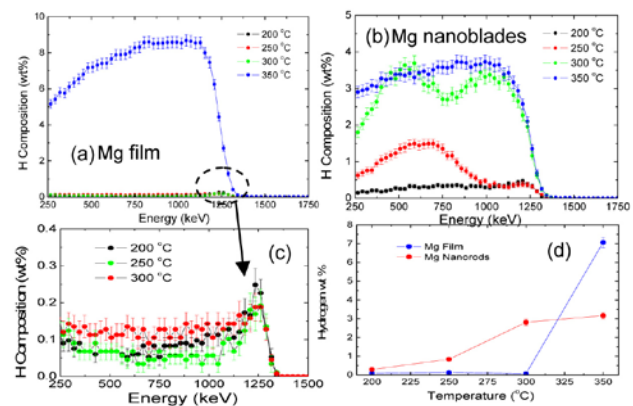 10
8
6
4
2
0
H Composition (wt%)
200 °C
250 °C
300 °C
350 °C
(a) Mg film
250 500 750 1000 1250 1500 1750
Energy (keV)
5
4
3
2
1
0
H Composition (wt%)
(b) Mg nanoblades
200 °C
250 °C
300 °C
350 °C
250 500 750 1000 1250 1500 1750
Energy (keV)
0.4
0.3
0.2
0.1
0.0
H Composition (wt%)
200 °C
250 °C
300 °C
(c)
250 500 750 1000 1250 1500
Energy (keV)
8
7
6
5
4
3
2
1
0
Hydrogen wt %
Mg Film
Mg Nanorods
(d)
200 250 300 350
Temperature (°C)